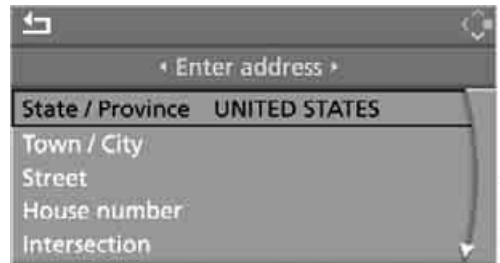 Enter address
State / Province UNITED STATES
Town / City
Street
House number
Intersection